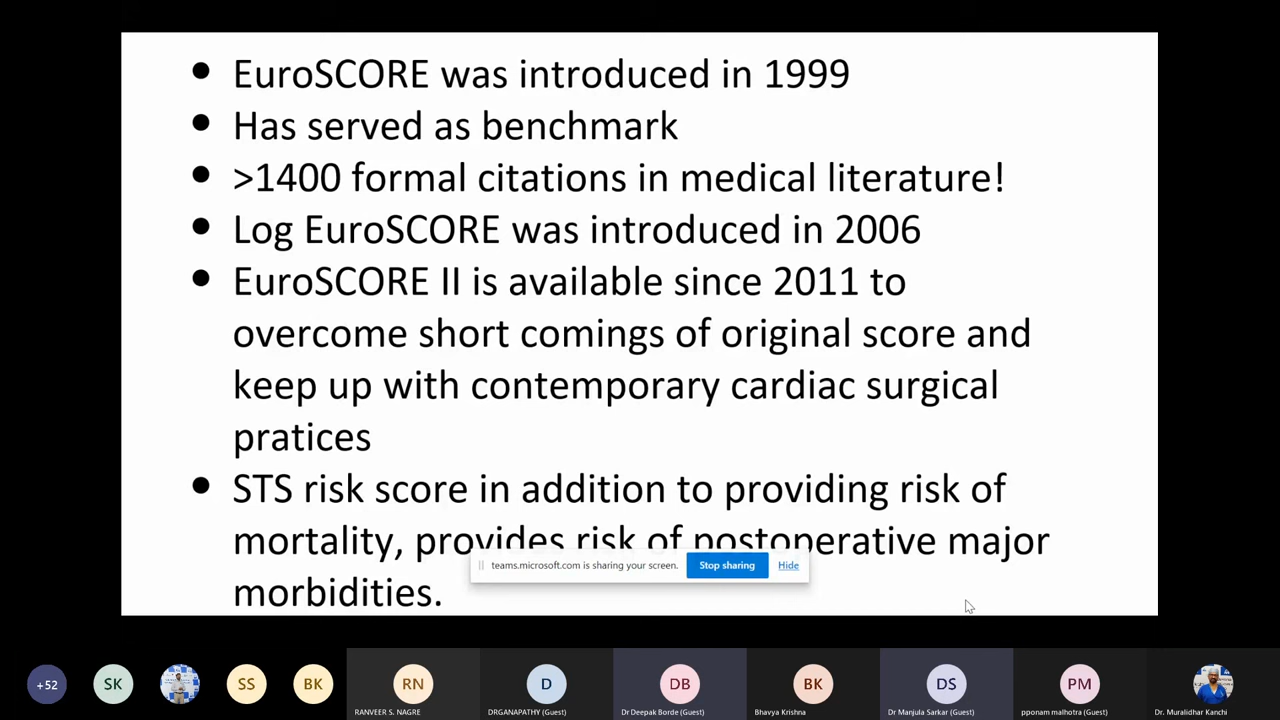 • EuroSCORE was introduced in 1999
• Has served as benchmark
• >1400 formal citations in medical literature!
• Log EuroSCORE was introduced in 2006
• EuroSCORE II is available since 2011 to
overcome short comings of original score and
keep up with contemporary cardiac surgical
pratices
• STS risk score in addition to providing risk of
mortality, provides risk of postoperative major
teams.microsoft.com is sharing your screen. Stop sharing Hide
morbidities.
+52 SK SS BK RN D DB BK DS PM
RANVEER S. NAGRE DRGANAPATHY (Guest) Dr Deepak Borde (Guest) Bhavya Krishna Dr Manjula Sarkar (Guest) pponam malhotra (Guest) Dr. Muralidhar Kanchi